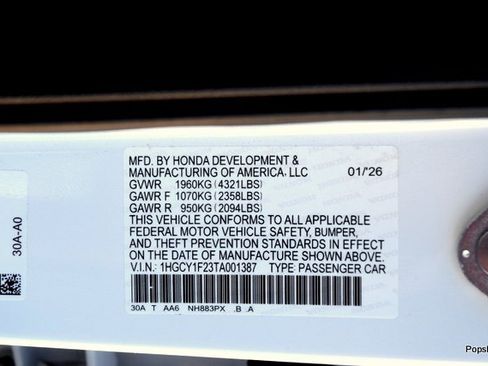 MFD. BY HONDA DEVELOPMENT &
MANUFACTURING OF AMERICA, LLC 01/'26
GVWR 1960KG (4321LBS)
GAWR F 1070KG (2358LBS)
GAWR R 950KG (2094LBS)
THIS VEHICLE CONFORMS TO ALL APPLICABLE
FEDERAL MOTOR VEHICLE SAFETY, BUMPER,
AND THEFT PREVENTION STANDARDS IN EFFECT
ON THE DATE OF MANUFACTURE SHOWN ABOVE.
V.I.N.: 1HGCY1F23TA001387 TYPE: PASSENGER CAR
30A T AA6 NH883PX .B .A
30A-A0